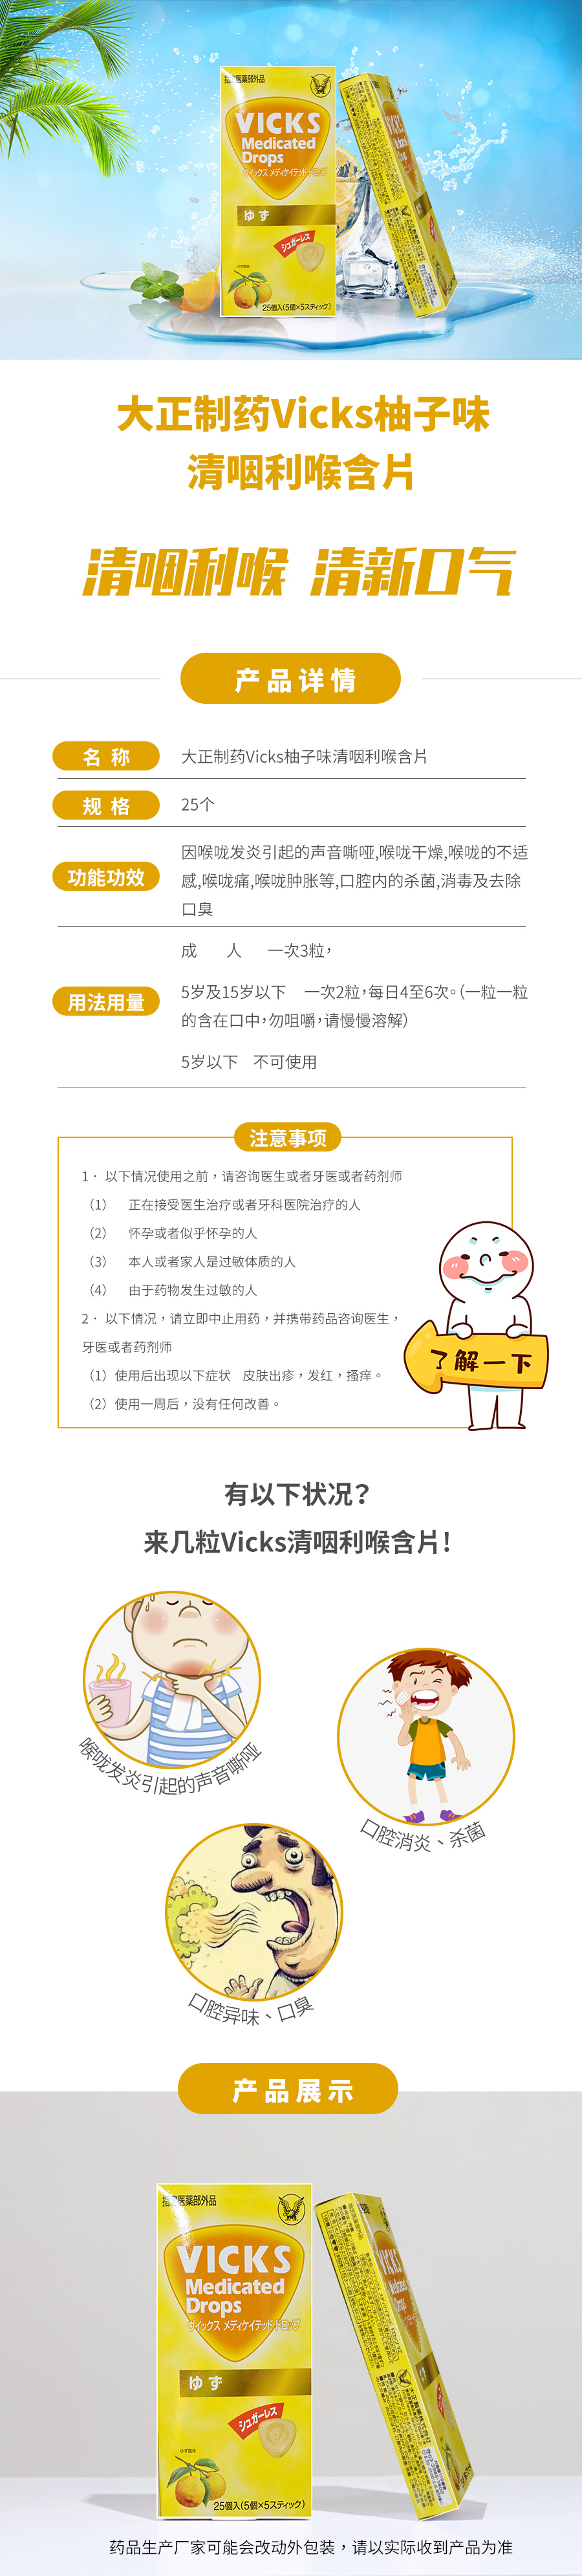 指定医薬部外品
VICKS
Medicated
Drops
ヴイックス メディケイテッド ドロップ
ゆず
シュガーレス
ゆず風味
25個入(5個×5スティック)
大正制药Vicks柚子味
清咽利喉含片
清咽利喉 清新口气
产品详情
名 称
大正制药Vicks柚子味清咽利喉含片
规 格
25个
功能功效
因喉咙发炎引起的声音嘶哑,喉咙干燥,喉咙的不适
感,喉咙痛,喉咙肿胀等,口腔内的杀菌,消毒及去除
口臭
用法用量
成 人 一次3粒，
5岁及15岁以下 一次2粒，每日4至6次。（一粒一粒
的含在口中，勿咀嚼，请慢慢溶解）
5岁以下 不可使用
注意事项
1． 以下情况使用之前，请咨询医生或者牙医或者药剂师
（1） 正在接受医生治疗或者牙科医院治疗的人
（2） 怀孕或者似乎怀孕的人
（3） 本人或者家人是过敏体质的人
（4） 由于药物发生过敏的人
2． 以下情况，请立即中止用药，并携带药品咨询医生，
牙医或者药剂师
（1）使用后出现以下症状 皮肤出疹，发红，搔痒。
（2）使用一周后，没有任何改善。
了解一下
有以下状况？
来几粒Vicks清咽利喉含片！
喉咙发炎引起的声音嘶哑
口腔消炎、杀菌
口腔异味、口臭
产品展示
指定医薬部外品
VICKS
Medicated
Drops
ヴイックス メディケイテッド ドロップ
ゆず
シュガーレス
ゆず風味
25個入(5個×5スティック)
药品生产厂家可能会改动外包装，请以实际收到产品为准